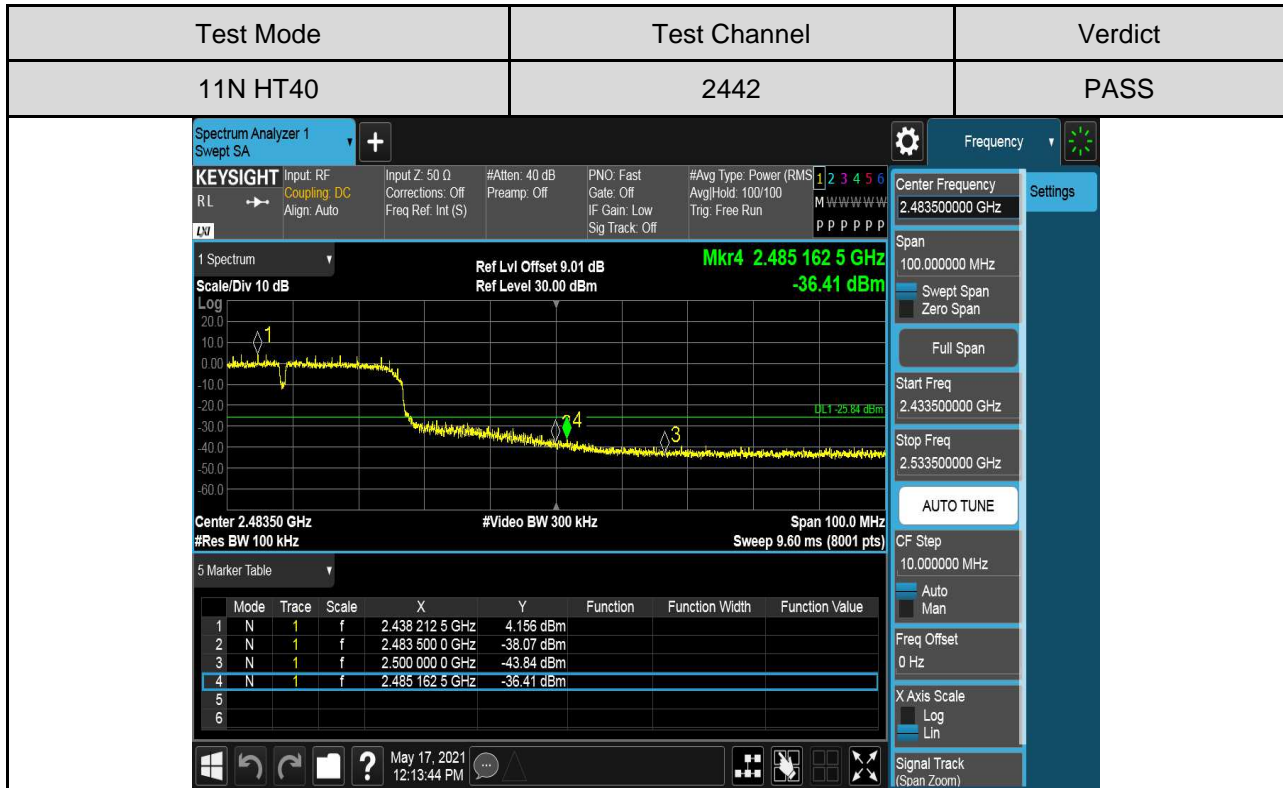 Test Mode Test Channel Verdict
11N HT40 2442 PASS
Spectrum Analyzer 1
Swept SA
+
Frequency
KEYSIGHT
RL
LXI
Input: RF
Coupling: DC
Align: Auto
Input Z: 50 Ω
Corrections: Off
Freq Ref: Int (S)
#Atten: 40 dB
Preamp: Off
PNO: Fast
Gate: Off
IF Gain: Low
Sig Track: Off
#Avg Type: Power (RMS
Avg|Hold: 100/100
Trig: Free Run
1 2 3 4 5 6
M W W W W W
P P P P P P
1 Spectrum
Scale/Div 10 dB
Ref Lvl Offset 9.01 dB
Ref Level 30.00 dBm
Mkr4 2.485 162 5 GHz
-36.41 dBm
Log
20.0
10.0
0.00
-10.0
-20.0
-30.0
-40.0
-50.0
-60.0
1
4
3
DL1 -25.84 dBm
Center 2.48350 GHz #Video BW 300 kHz Span 100.0 MHz
#Res BW 100 kHz Sweep 9.60 ms (8001 pts)
5 Marker Table
Mode Trace Scale X Y Function Function Width Function Value
1 N 1 f 2.438 212 5 GHz 4.156 dBm
2 N 1 f 2.483 500 0 GHz -38.07 dBm
3 N 1 f 2.500 000 0 GHz -43.84 dBm
4 N 1 f 2.485 162 5 GHz -36.41 dBm
5
6
?
May 17, 2021
12:13:44 PM
Center Frequency
2.483500000 GHz
Settings
Span
100.000000 MHz
Swept Span
Zero Span
Full Span
Start Freq
2.433500000 GHz
Stop Freq
2.533500000 GHz
AUTO TUNE
CF Step
10.000000 MHz
Auto
Man
Freq Offset
0 Hz
X Axis Scale
Log
Lin
Signal Track
(Span Zoom)